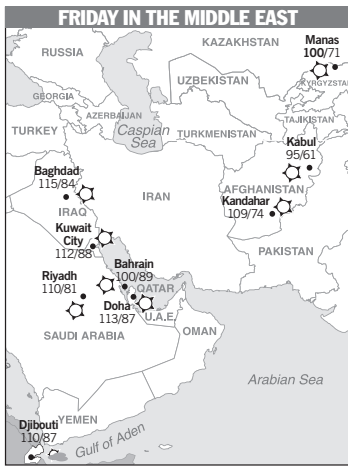 FRIDAY IN THE MIDDLE EAST
KAZAKHSTAN
Manas
100/71
RUSSIA
UZBEKISTAN
KYRGYZSTAN
GEORGIA
AZERBAIJAN
TAJIKISTAN
TURKEY
Caspian
Sea
TURKMENISTAN
Kabul
95/61
Baghdad
115/84
IRAN
AFGHANISTAN
Kandahar
109/74
IRAQ
Kuwait
City
112/88
PAKISTAN
Bahrain
100/89
Riyadh
110/81
QATAR
Doha
113/87
U.A.E.
OMAN
SAUDI ARABIA
Arabian Sea
Djibouti
110/87
YEMEN
Gulf of Aden